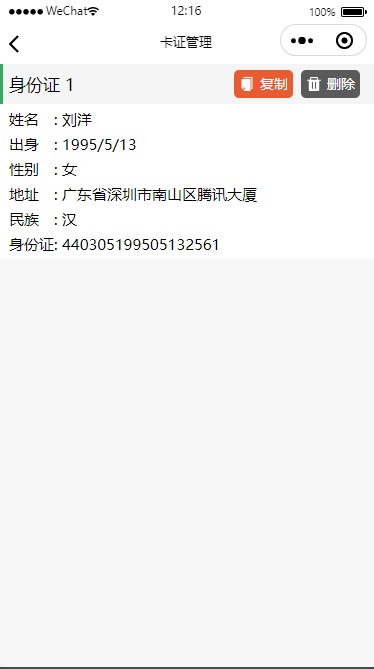 WeChat 12:16 100%
卡证管理
身份证 1 复制 删除
姓名 : 刘洋
出身 : 1995/5/13
性别 : 女
地址 : 广东省深圳市南山区腾讯大厦
民族 : 汉
身份证: 440305199505132561